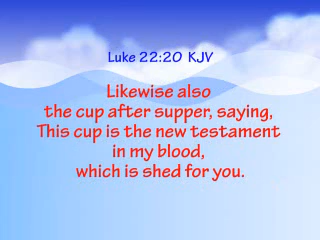 Luke 22:20 KJV
Likewise also
the cup after supper, saying,
This cup is the new testament
in my blood,
which is shed for you.